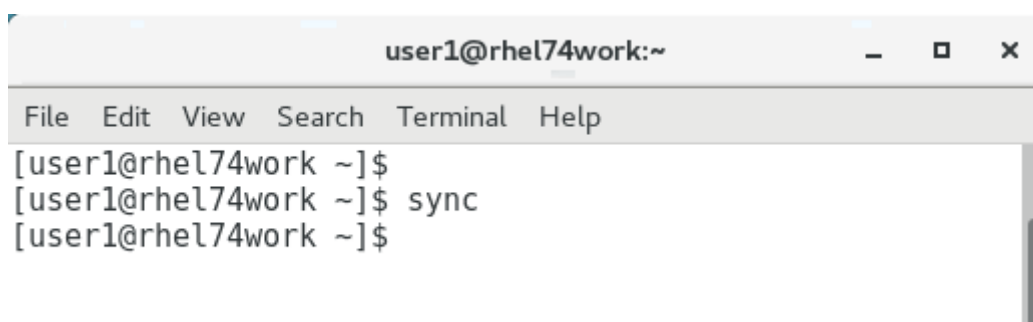 user1@rhel74work:~
File Edit View Search Terminal Help
[user1@rhel74work ~]$
[user1@rhel74work ~]$ sync
[user1@rhel74work ~]$